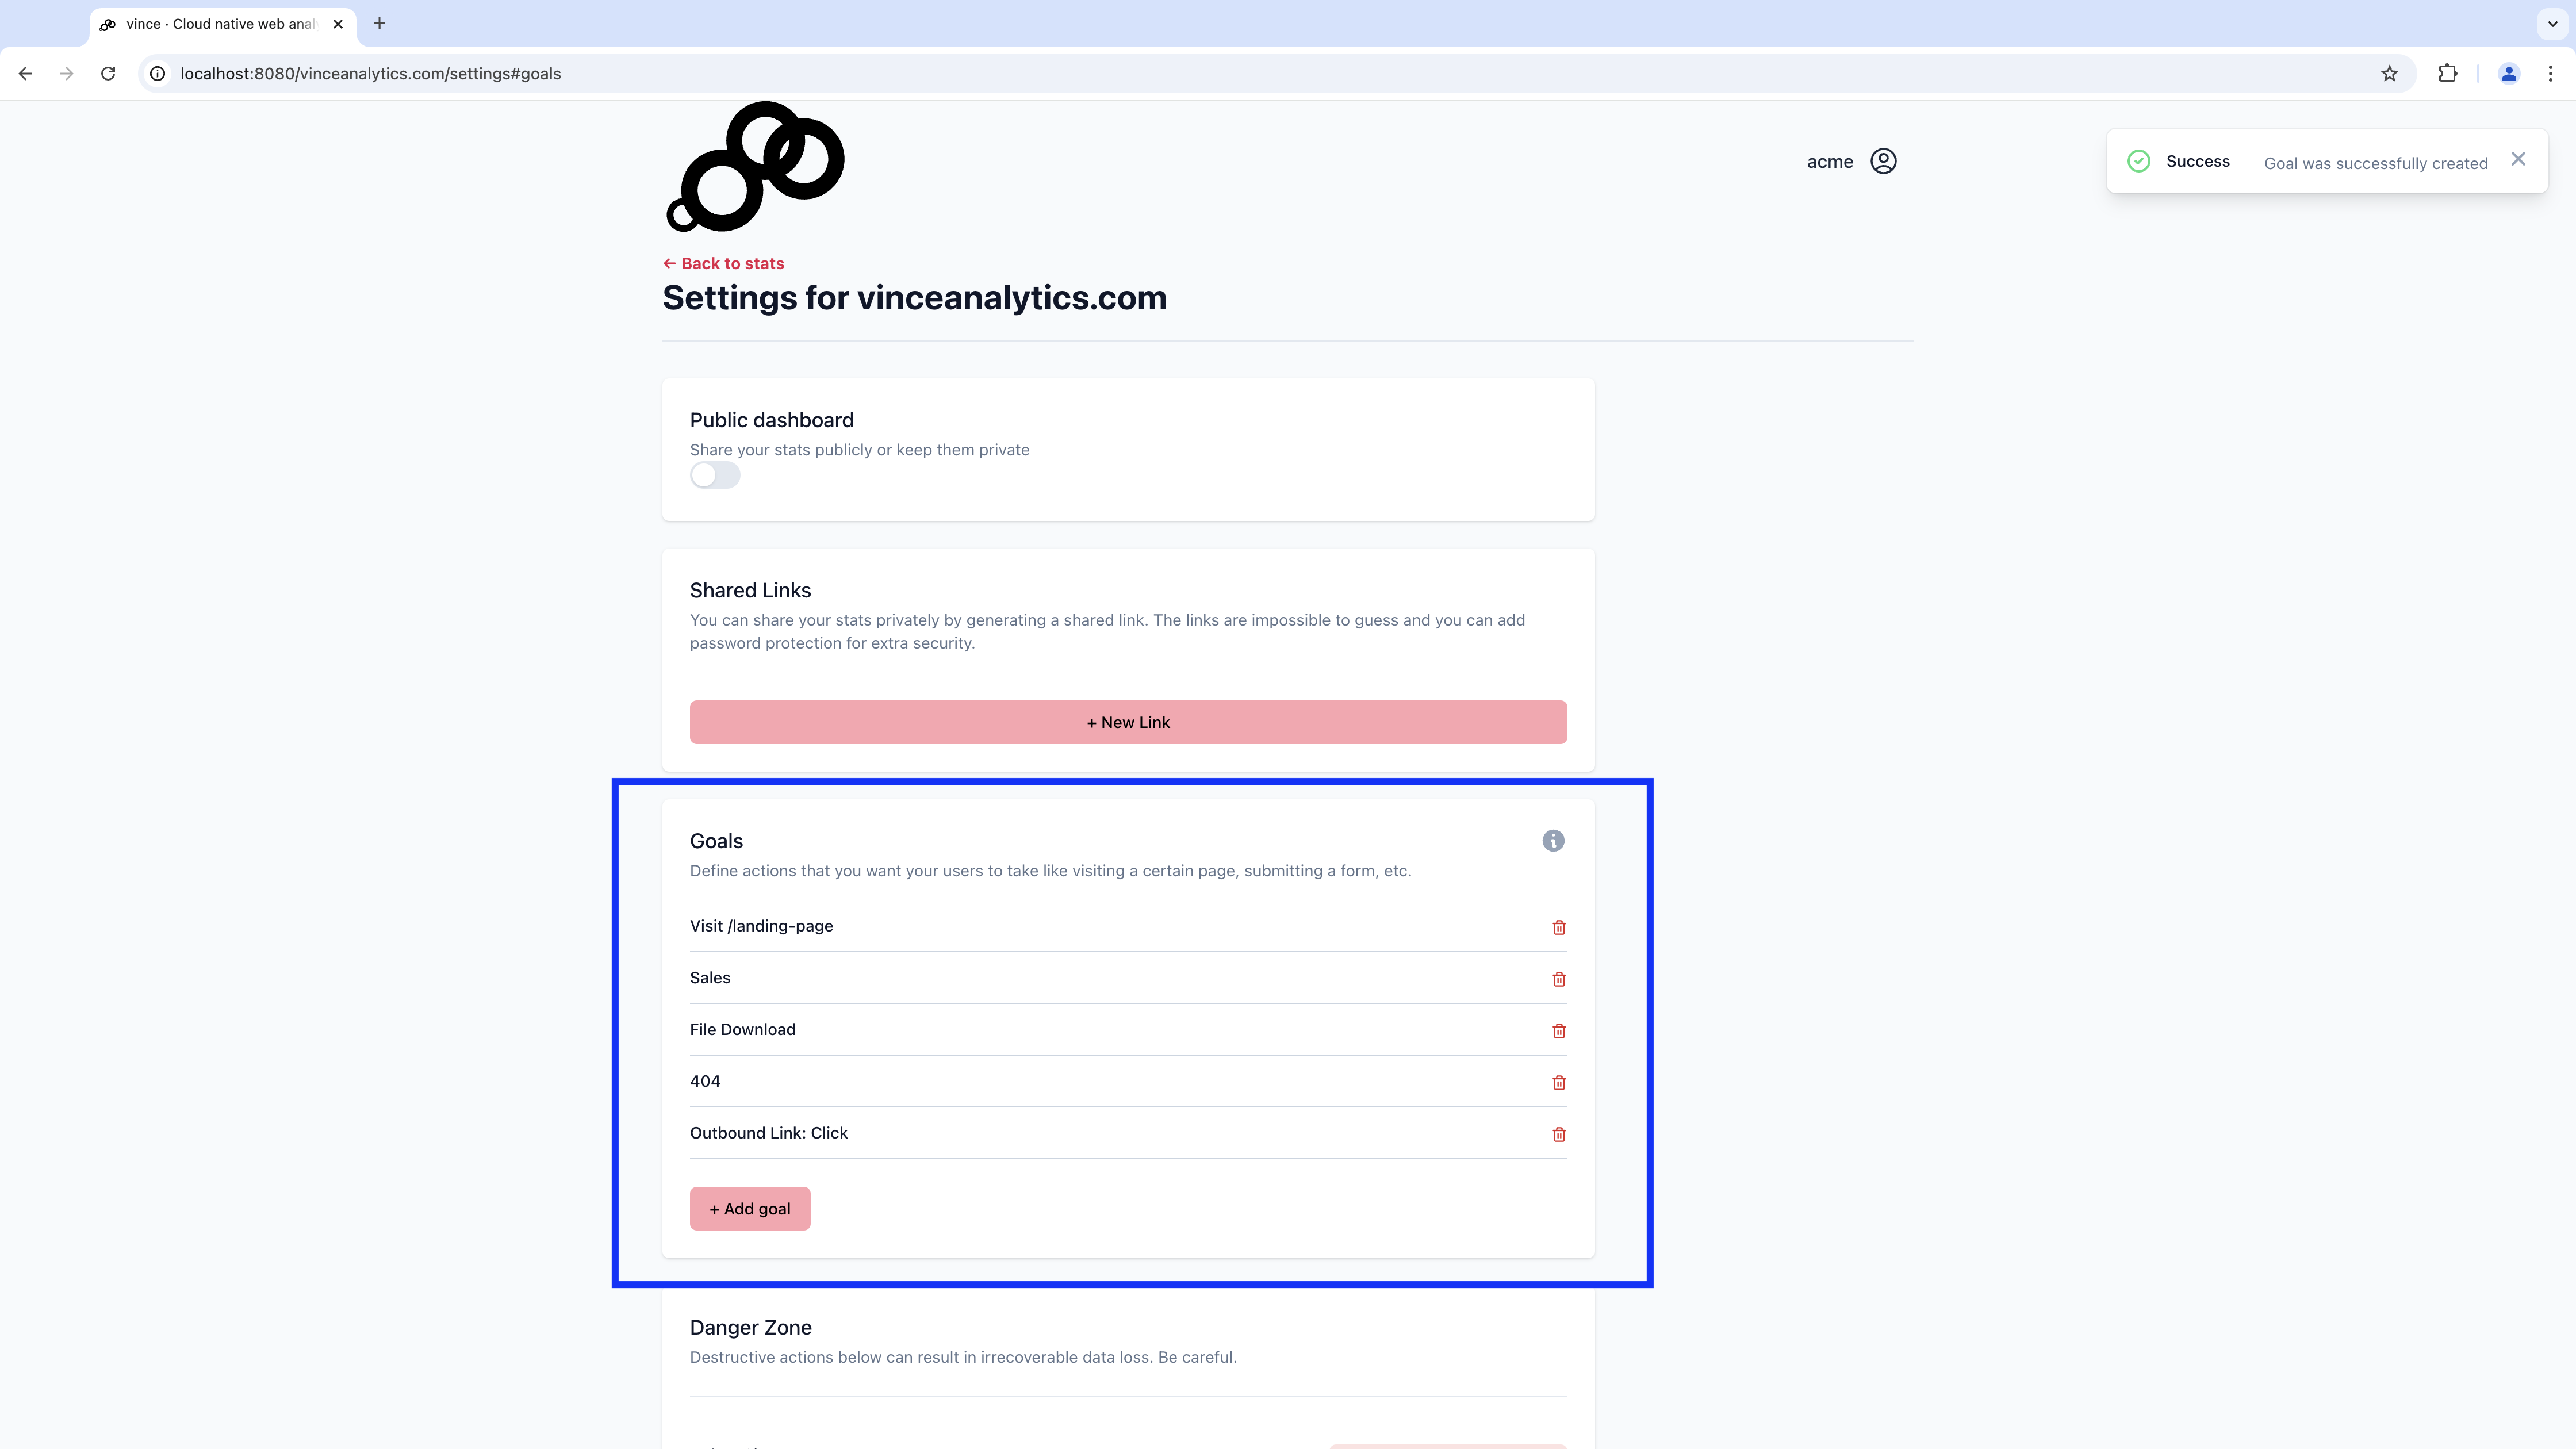 vince · Cloud native web anal
localhost:8080/vinceanalytics.com/settings#goals
acme
Success
Goal was successfully created
← Back to stats
Settings for vinceanalytics.com
Public dashboard
Share your stats publicly or keep them private
Shared Links
You can share your stats privately by generating a shared link. The links are impossible to guess and you can add
password protection for extra security.
+ New Link
Goals
Define actions that you want your users to take like visiting a certain page, submitting a form, etc.
Visit /landing-page
Sales
File Download
404
Outbound Link: Click
+ Add goal
Danger Zone
Destructive actions below can result in irrecoverable data loss. Be careful.